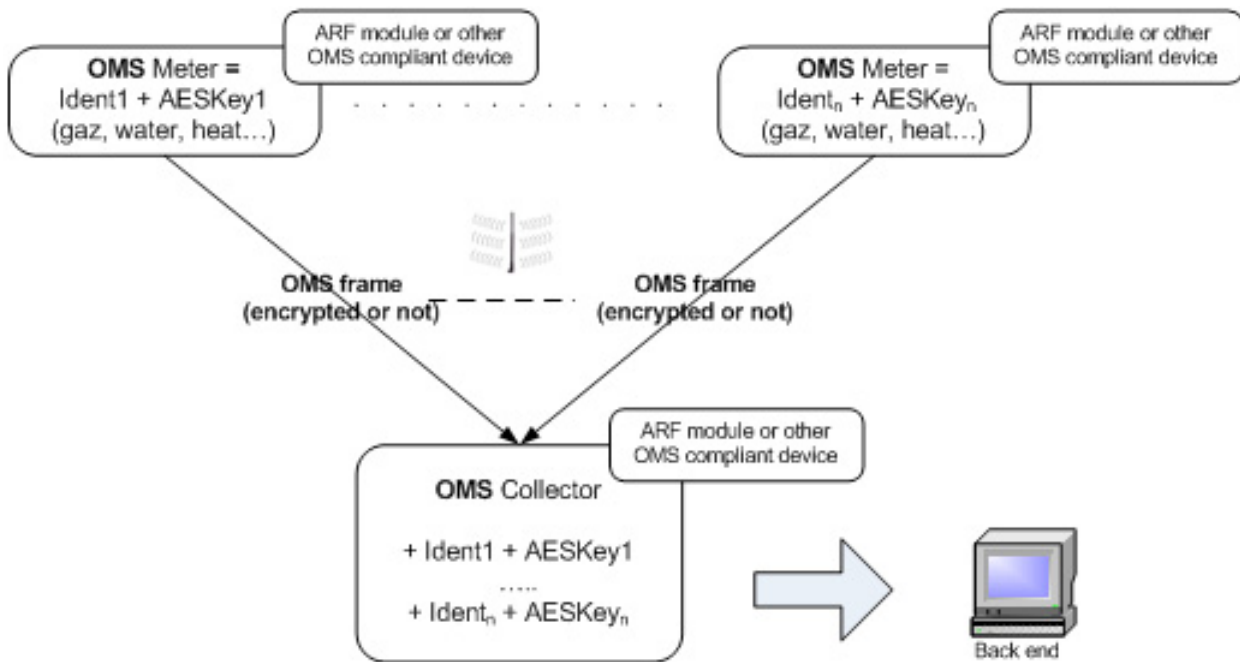 ARF module or other
OMS compliant device
OMS Meter =
Ident1 + AESKey1
(gaz, water, heat…)
ARF module or other
OMS compliant device
OMS Meter =
Identn + AESKeyn
(gaz, water, heat…)
OMS frame
(encrypted or not)
OMS frame
(encrypted or not)
ARF module or other
OMS compliant device
OMS Collector
+ Ident1 + AESKey1
......
+ Identn + AESKeyn
Back end